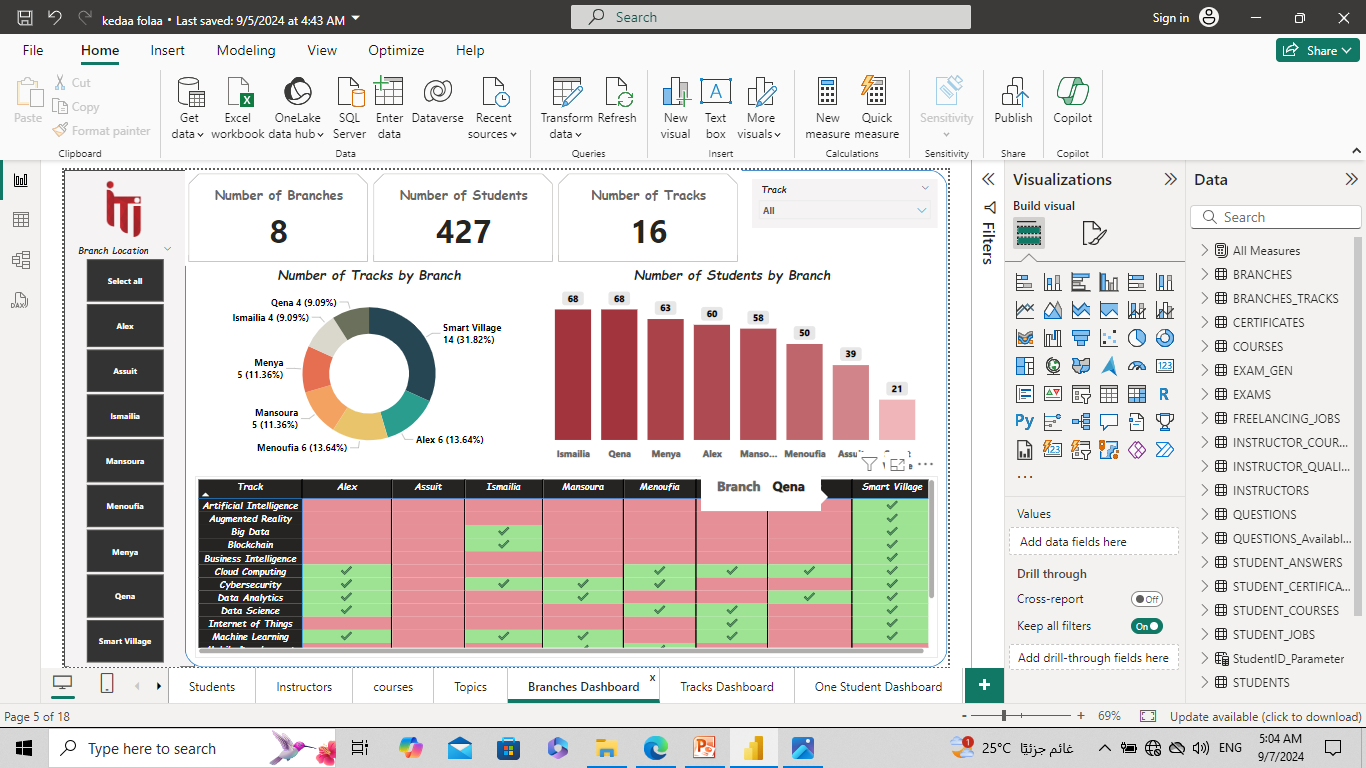 kedaa folaa • Last saved: 9/5/2024 at 4:43 AM
Search
Sign in
File Home Insert Modeling View Optimize Help
Share
Paste
Cut
Copy
Format painter
Get data
Excel workbook
OneLake data hub
SQL Server
Enter data
Dataverse
Recent sources
Transform data
Refresh
New visual
Text box
More visuals
New measure
Quick measure
Sensitivity
Publish
Copilot
Clipboard
Data
Queries
Insert
Calculations
Sensitivity
Share
Copilot
iTi
Branch Location
Select all
Alex
Assuit
Ismailia
Mansoura
Menoufia
Menya
Qena
Smart Village
Number of Branches
8
Number of Students
427
Number of Tracks
16
Track
All
Number of Tracks by Branch
Qena 4 (9.09%)
Ismailia 4 (9.09%)
Menya
5 (11.36%)
Mansoura
5 (11.36%)
Menoufia 6 (13.64%)
Alex 6 (13.64%)
Smart Village
14 (31.82%)
Number of Students by Branch
68 68 63 60 58 50 39 21
Ismailia Qena Menya Alex Manso... Menoufia
Branch Qena
Track Alex Assuit Ismailia Mansoura Menoufia Smart Village
Artificial Intelligence
Augmented Reality
Big Data
Blockchain
Business Intelligence
Cloud Computing
Cybersecurity
Data Analytics
Data Science
Internet of Things
Machine Learning
Filters
Visualizations
Build visual
Values
Add data fields here
Drill through
Cross-report Off
Keep all filters On
Add drill-through fields here
Data
Search
All Measures
BRANCHES
BRANCHES_TRACKS
CERTIFICATES
COURSES
EXAM_GEN
EXAMS
FREELANCING_JOBS
INSTRUCTOR_COUR...
INSTRUCTOR_QUALI...
INSTRUCTORS
QUESTIONS
QUESTIONS_Availabl...
STUDENT_ANSWERS
STUDENT_CERTIFICA...
STUDENT_COURSES
STUDENT_JOBS
StudentID_Parameter
STUDENTS
Students Instructors courses Topics Branches Dashboard Tracks Dashboard One Student Dashboard
Page 5 of 18
69%
Update available (click to download)
Type here to search
25°C غائم جزئيًا
ENG
5:04 AM
9/7/2024